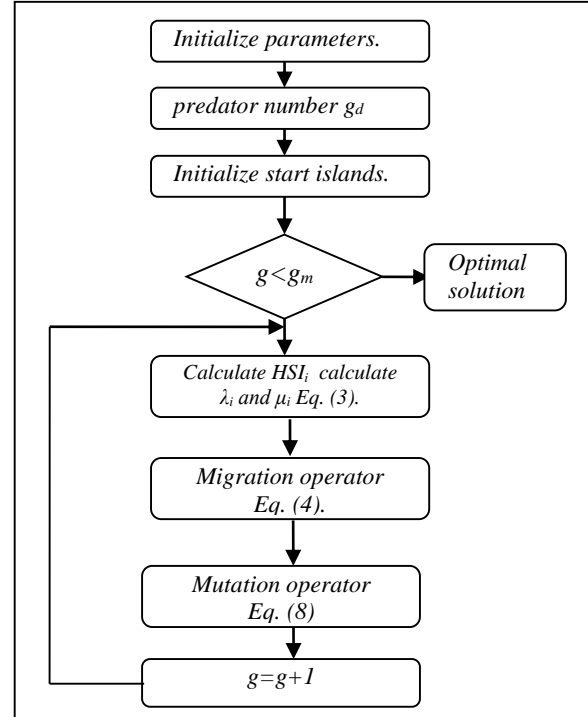 Initialize parameters.
predator number gd
Initialize start islands.
g<gm
Optimal
solution
Calculate HSIi calculate
λi and μi Eq. (3).
Migration operator
Eq. (4).
Mutation operator
Eq. (8)
g=g+1